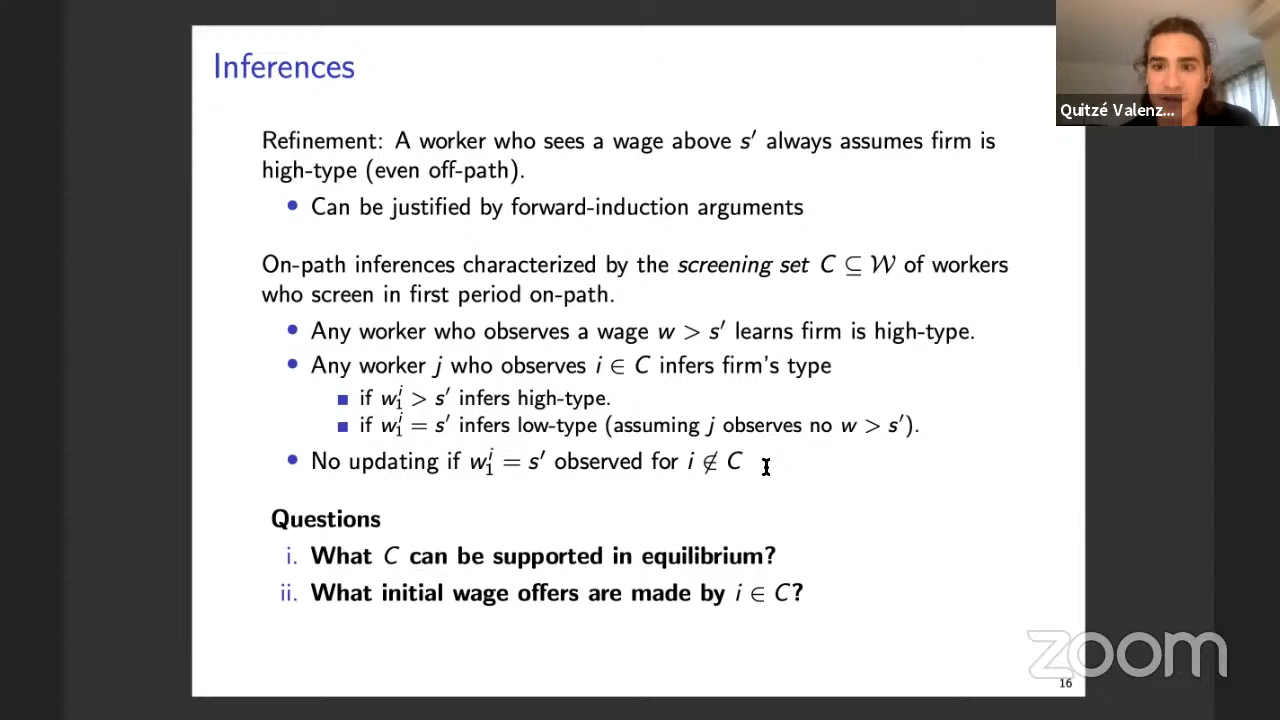 Inferences
Quitzé Valenz...
Refinement: A worker who sees a wage above s′ always assumes firm is
high-type (even off-path).
• Can be justified by forward-induction arguments
On-path inferences characterized by the screening set C ⊆ W of workers
who screen in first period on-path.
• Any worker who observes a wage w > s′ learns firm is high-type.
• Any worker j who observes i ∈ C infers firm's type
■ if w₁ⁱ > s′ infers high-type.
■ if w₁ⁱ = s′ infers low-type (assuming j observes no w > s′).
• No updating if w₁ⁱ = s′ observed for i ∉ C
Questions
i. What C can be supported in equilibrium?
ii. What initial wage offers are made by i ∈ C?
zoom
16